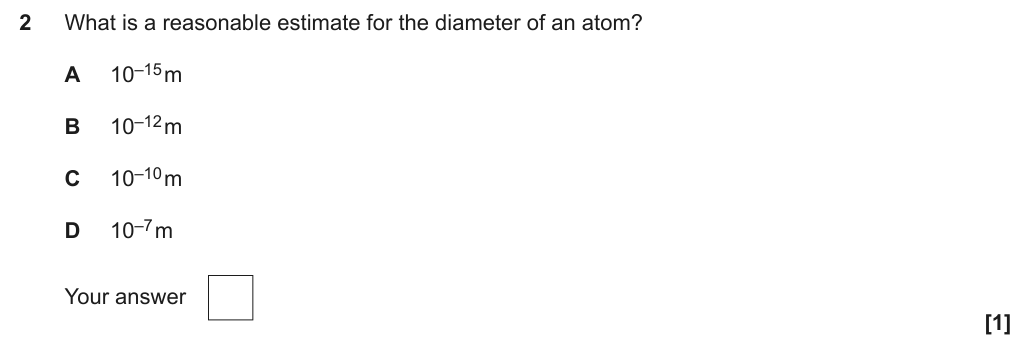 2 What is a reasonable estimate for the diameter of an atom?
A 10⁻¹⁵ m
B 10⁻¹² m
C 10⁻¹⁰ m
D 10⁻⁷ m
Your answer
[1]